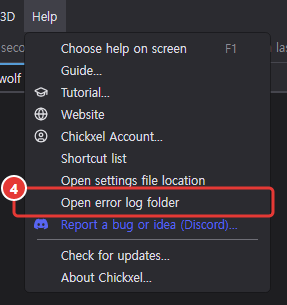 3D Help
seco
las
wolf
Choose help on screen F1
Guide...
Tutorial...
Website
Chickxel Account...
Shortcut list
Open settings file location
4
Open error log folder
Report a bug or idea (Discord)...
Check for updates...
About Chickxel...